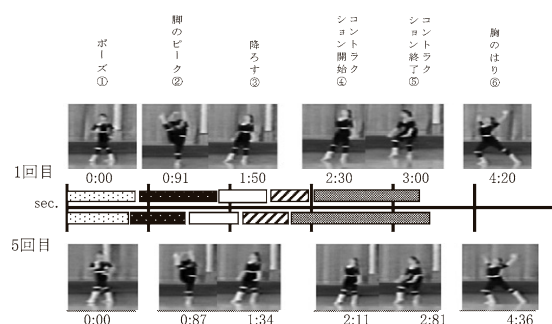 ポーズ①
脚のピーク②
降ろす③
コントラク
ション開始④
コントラク
ション終了⑤
胸のはり⑥
1回目
0:00
0:91
1:50
2:30
3:00
4:20
sec.
5回目
0:00
0:87
1:34
2:11
2:81
4:36